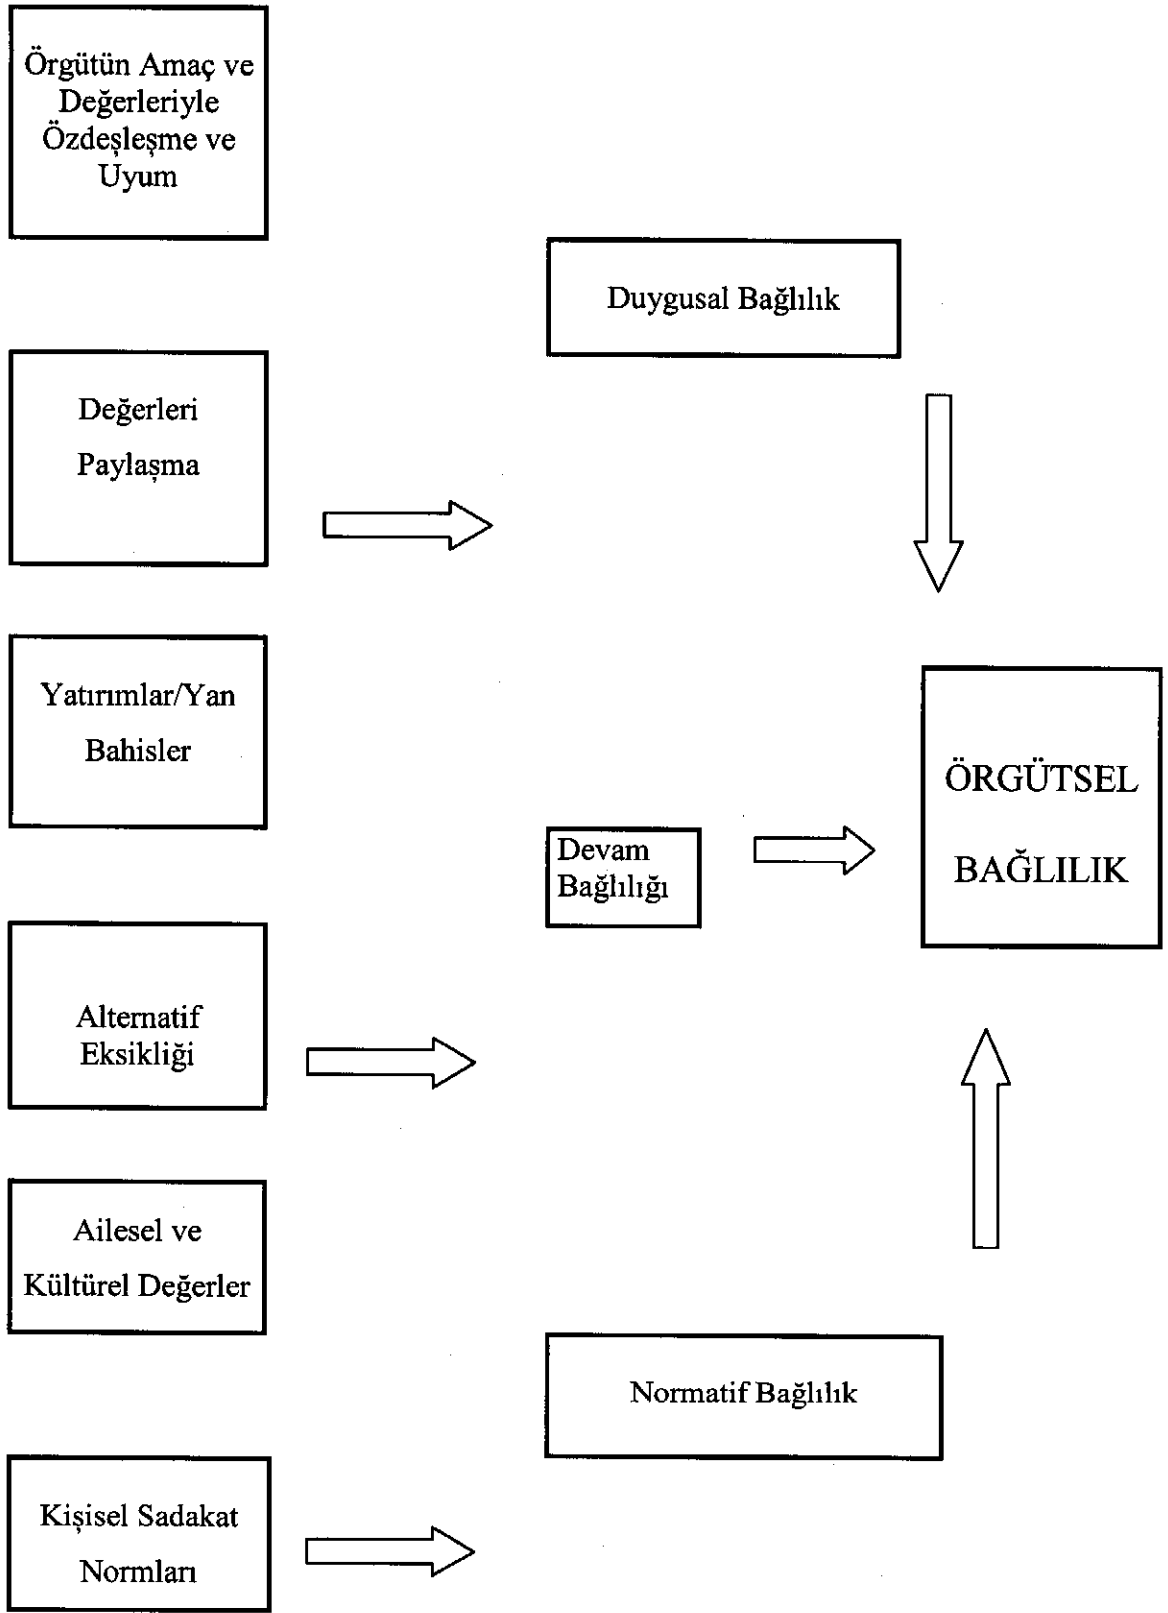 Örgütün Amaç ve
Değerleriyle
Özdeşleşme ve
Uyum
Duygusal Bağlılık
Değerleri
Paylaşma
Yatırımlar/Yan
Bahisler
ÖRGÜTSEL
BAĞLILIK
Devam
Bağlılığı
Alternatif
Eksikliği
Ailesel ve
Kültürel Değerler
Normatif Bağlılık
Kişisel Sadakat
Normları